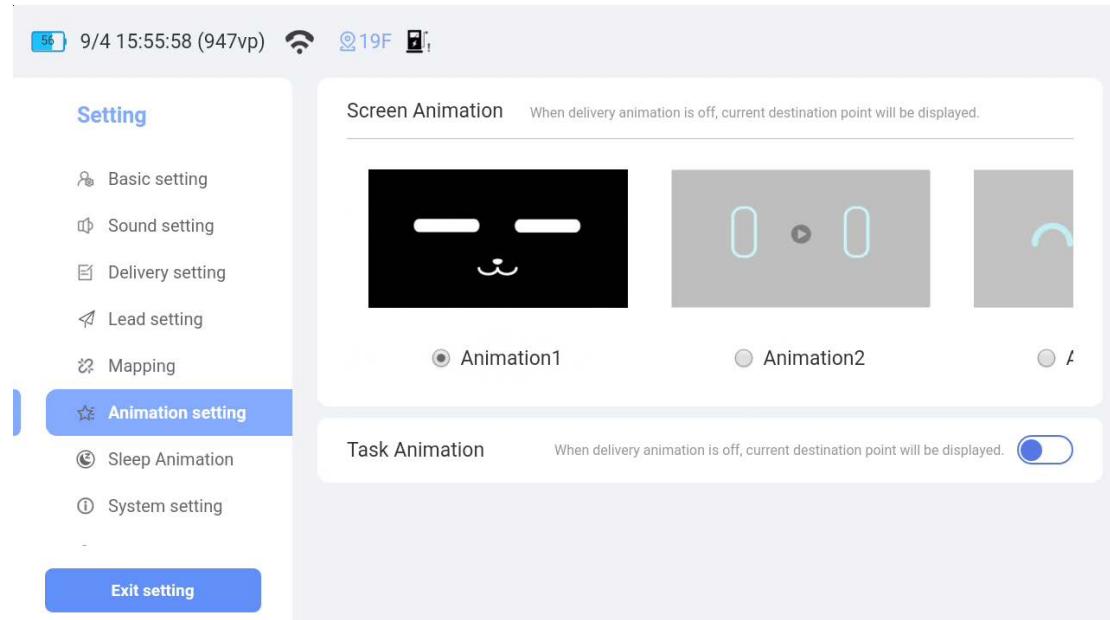 56 9/4 15:55:58 (947vp) 19F
Setting
Basic setting
Sound setting
Delivery setting
Lead setting
Mapping
Animation setting
Sleep Animation
System setting
Exit setting
Screen Animation When delivery animation is off, current destination point will be displayed.
Animation1 Animation2
Task Animation When delivery animation is off, current destination point will be displayed.